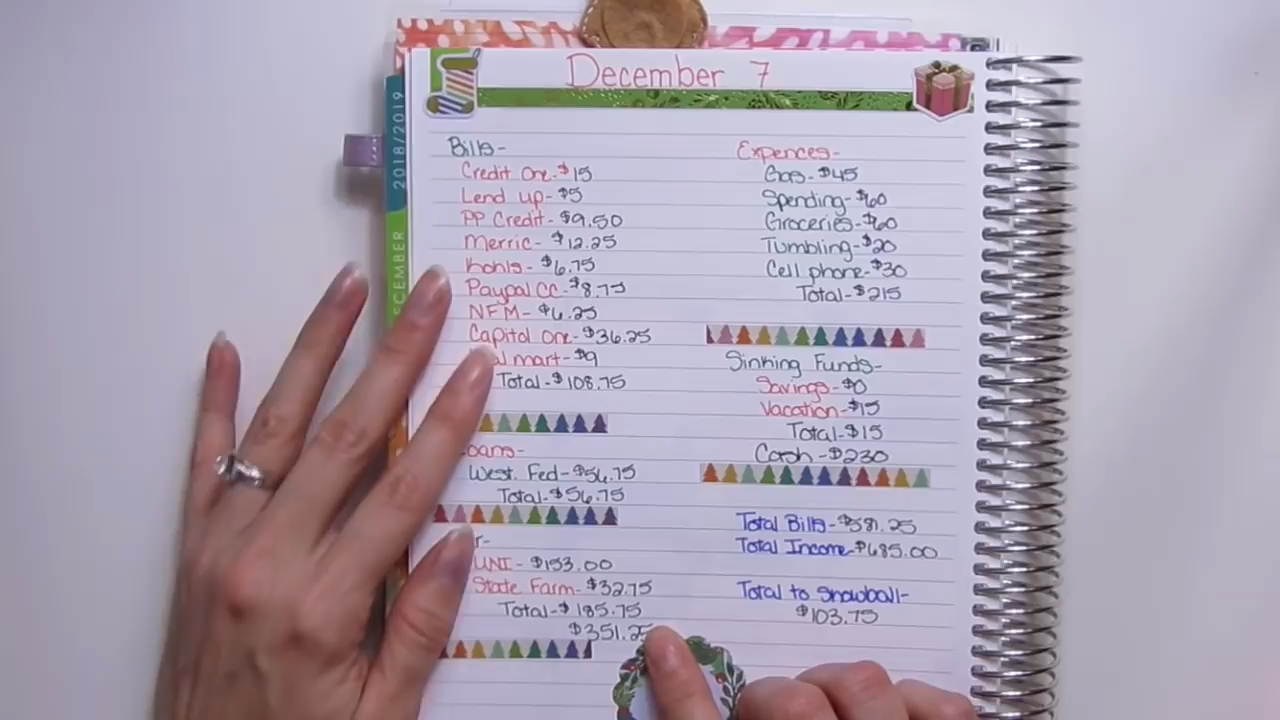 December 7
2018/2019
Bills-
Credit One-$15
Lend up-$5
PP Credit-$9.50
Merric-$12.25
Kohls-$6.75
Paypal CC-$8.75
NFM-$6.25
Capitol One-$36.25
mart-$9
Total-$108.75
West. Fed-$56.75
Total-$56.75
UNI-$153.00
State Farm-$32.75
Total-$185.75
$351.25
Expences-
Gas-$45
Spending-$60
Groceries-$60
Tumbling-$20
Cell phone-$30
Total-$215
Sinking Funds-
Savings-$0
Vacation-$15
Total-$15
Cash-$230
Total Bills-$581.25
Total Income-$685.00
Total to Snowball-
$103.75